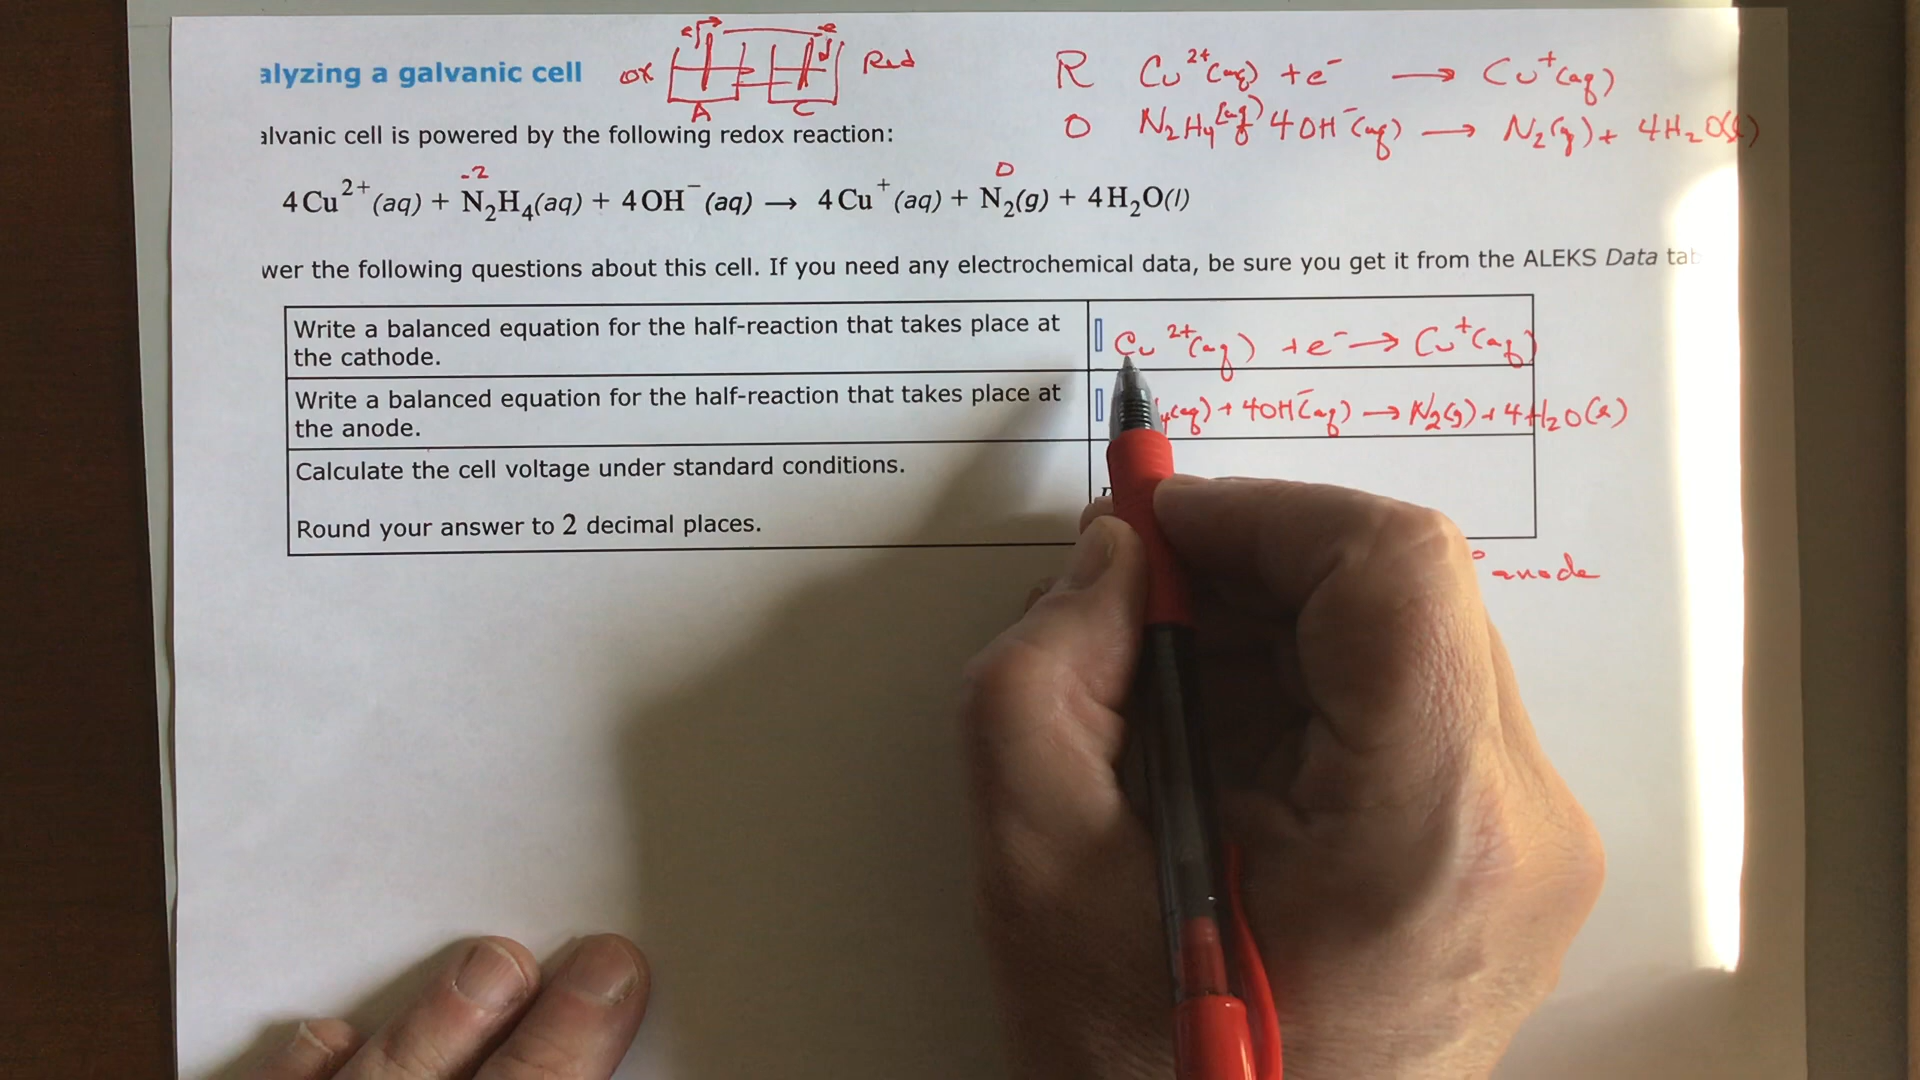 alyzing a galvanic cell
ox
e⁻
e
Red
A
C
R Cu²⁺(aq) + e⁻ → Cu⁺(aq)
O N₂H₄(aq) 4OH⁻(aq) → N₂(g) + 4H₂O(l)
alvanic cell is powered by the following redox reaction:
-2
0
4Cu²⁺(aq) + N₂H₄(aq) + 4OH⁻(aq) → 4Cu⁺(aq) + N₂(g) + 4H₂O(l)
wer the following questions about this cell. If you need any electrochemical data, be sure you get it from the ALEKS Data tab
Write a balanced equation for the half-reaction that takes place at
the cathode.
Cu²⁺(aq) + e⁻ → Cu⁺(aq)
Write a balanced equation for the half-reaction that takes place at
the anode.
₄(aq) + 4OH⁻(aq) → N₂(g) + 4H₂O(l)
Calculate the cell voltage under standard conditions.
Round your answer to 2 decimal places.
° anode